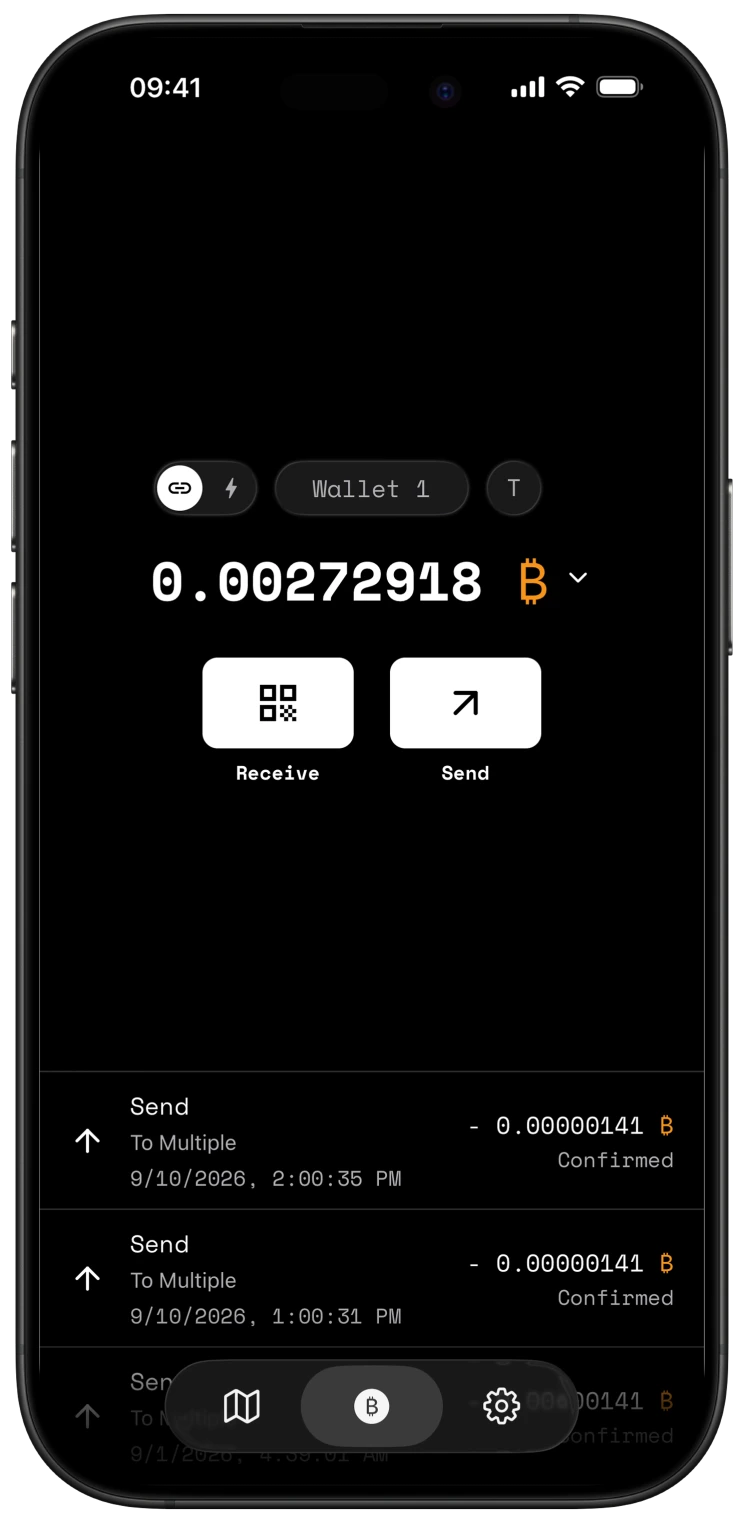 09:41
Wallet 1 T
0.00272918 ₿
Receive Send
Send
To Multiple
9/10/2026, 2:00:35 PM
- 0.00000141 ₿
Confirmed
Send
To Multiple
9/10/2026, 1:00:31 PM
- 0.00000141 ₿
Confirmed
₿